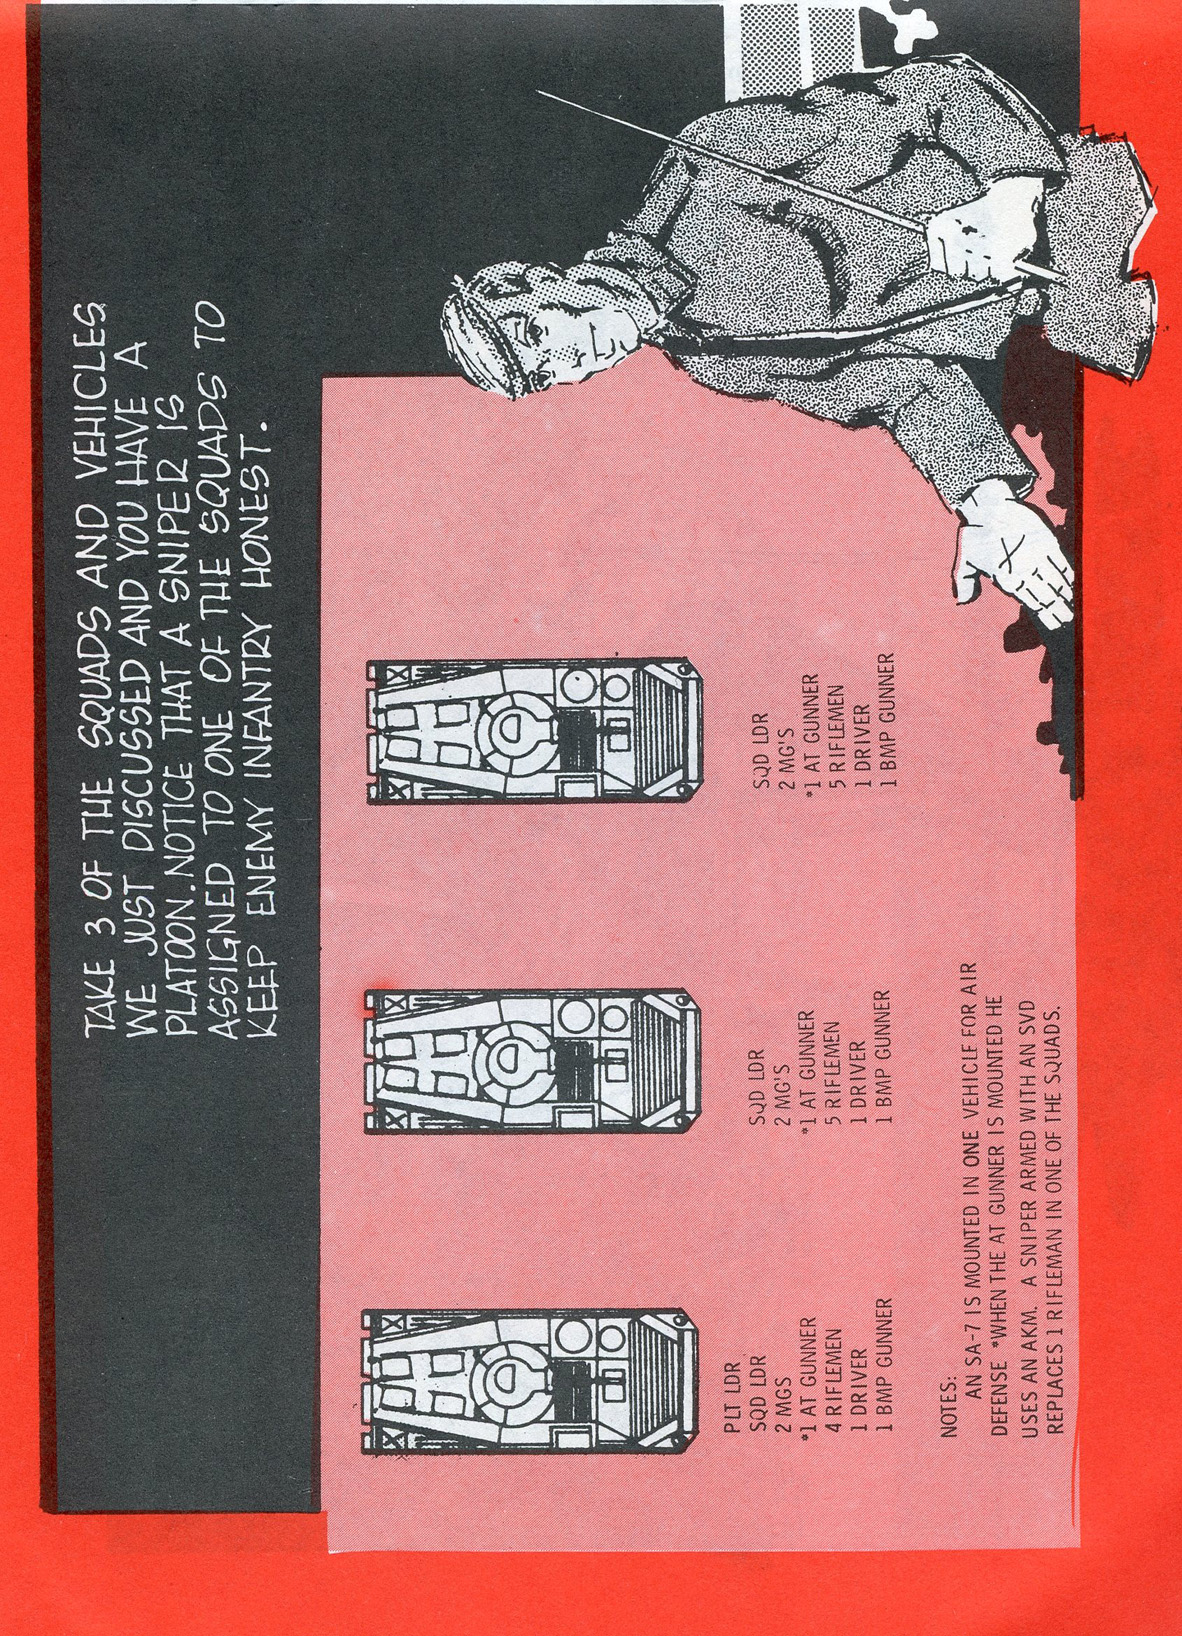 TAKE 3 OF THE SQUADS AND VEHICLES
WE JUST DISCUSSED AND YOU HAVE A
PLATOON. NOTICE THAT A SNIPER IS
ASSIGNED TO ONE OF THE SQUADS TO
KEEP ENEMY INFANTRY HONEST.
PLT LDR
SQD LDR
2 MGS
*1 AT GUNNER
4 RIFLEMEN
1 DRIVER
1 BMP GUNNER
SQD LDR
2 MG'S
*1 AT GUNNER
5 RIFLEMEN
1 DRIVER
1 BMP GUNNER
SQD LDR
2 MG'S
*1 AT GUNNER
5 RIFLEMEN
1 DRIVER
1 BMP GUNNER
NOTES:
AN SA-7 IS MOUNTED IN ONE VEHICLE FOR AIR
DEFENSE *WHEN THE AT GUNNER IS MOUNTED HE
USES AN AKM. A SNIPER ARMED WITH AN SVD
REPLACES 1 RIFLEMAN IN ONE OF THE SQUADS.